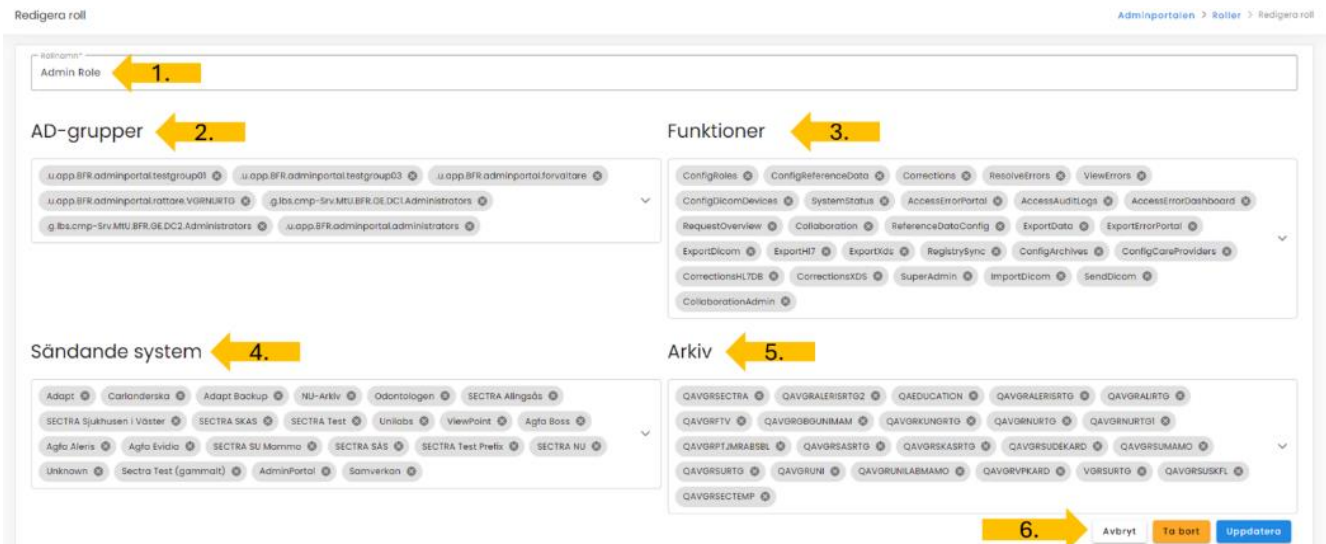 Redigera roll
Adminportalen > Roller > Redigera roll
Rollnamn*
Admin Role
1.
AD-grupper
2.
.u.app.BFR.adminportal.testgroup01 .u.app.BFR.adminportal.testgroup03 .u.app.BFR.adminportal.forvaltare
.u.app.BFR.adminportal.rattare.VGRNURTG .g.lbs.cmp-Srv.MtU.BFR.GE.DC1.Administrators
.g.lbs.cmp-Srv.MtU.BFR.GE.DC2.Administrators .u.app.BFR.adminportal.administrators
Funktioner
3.
ConfigRoles ConfigReferenceData Corrections ResolveErrors ViewErrors
ConfigDicomDevices SystemStatus AccessErrorPortal AccessAuditLogs AccessErrorDashboard
RequestOverview Collaboration ReferenceDataConfig ExportData ExportErrorPortal
ExportDicom ExportHl7 ExportXds RegistrySync ConfigArchives ConfigCareProviders
CorrectionsHL7DB CorrectionsXDS SuperAdmin ImportDicom SendDicom
CollaborationAdmin
Sändande system
4.
Adapt Carlanderska Adapt Backup NU-Arkiv Odontologen SECTRA Alingsås
SECTRA Sjukhusen i Väster SECTRA SKAS SECTRA Test Unilabs ViewPoint Agfa Boss
Agfa Aleris Agfa Evidia SECTRA SU Mammo SECTRA SÄS SECTRA Test Prefix SECTRA NU
Unknown Sectra Test (gammalt) AdminPortal Samverkan
Arkiv
5.
QAVGRSECTRA QAVGRALERISRTG2 QAEDUCATION QAVGRALERISRTG QAVGRALIRTG
QAVGRFTV QAVGRGBGUNIMAM QAVGRKUNGRTG QAVGRNURTG QAVGRNURTG1
QAVGRPTJMRABSBL QAVGRSASRTG QAVGRSKASRTG QAVGRSUDEKARD QAVGRSUMAMO
QAVGRSURTG QAVGRUNI QAVGRUNILABMAMO QAVGRVPKARD VGRSURTG QAVGRSUSKFL
QAVGRSECTEMP
6.
Avbryt Ta bort Uppdatera